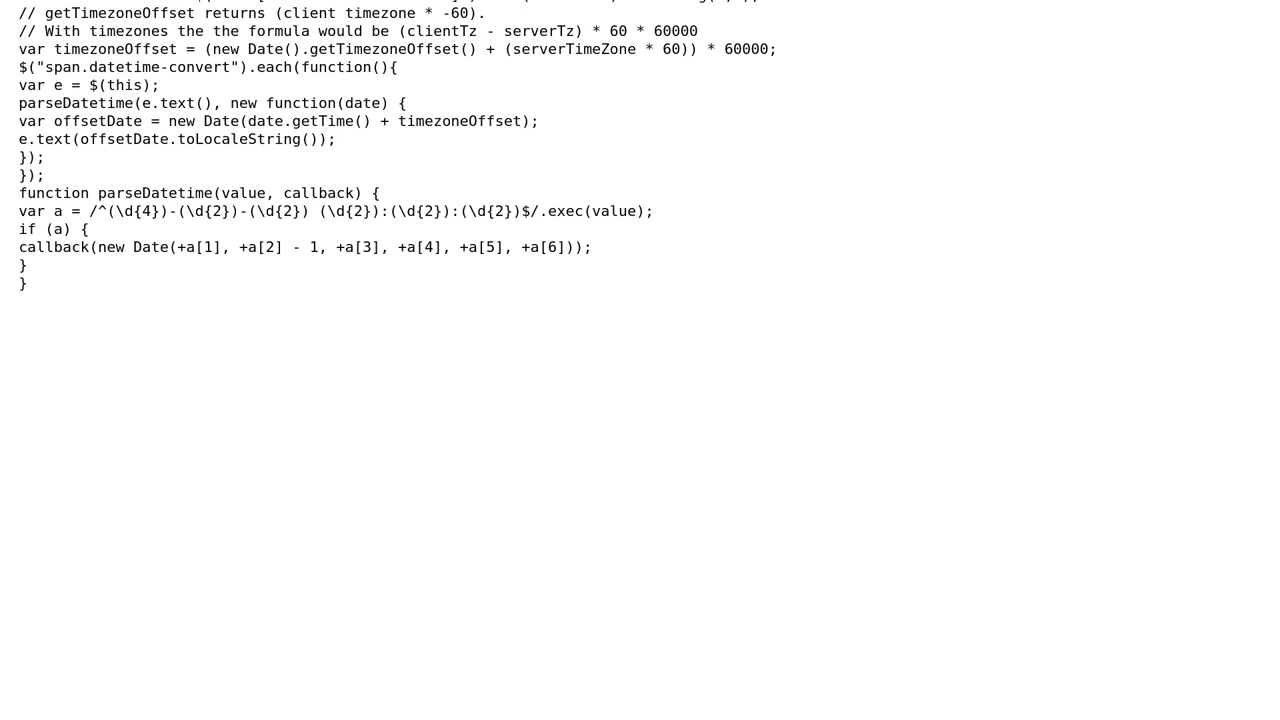 // getTimezoneOffset returns (client timezone * -60).
// With timezones the the formula would be (clientTz - serverTz) * 60 * 60000
var timezoneOffset = (new Date().getTimezoneOffset() + (serverTimeZone * 60)) * 60000;
$("span.datetime-convert").each(function(){
var e = $(this);
parseDatetime(e.text(), new function(date) {
var offsetDate = new Date(date.getTime() + timezoneOffset);
e.text(offsetDate.toLocaleString());
});
});
function parseDatetime(value, callback) {
var a = /^(\d{4})-(\d{2})-(\d{2}) (\d{2}):(\d{2}):(\d{2})$/.exec(value);
if (a) {
callback(new Date(+a[1], +a[2] - 1, +a[3], +a[4], +a[5], +a[6]));
}
}